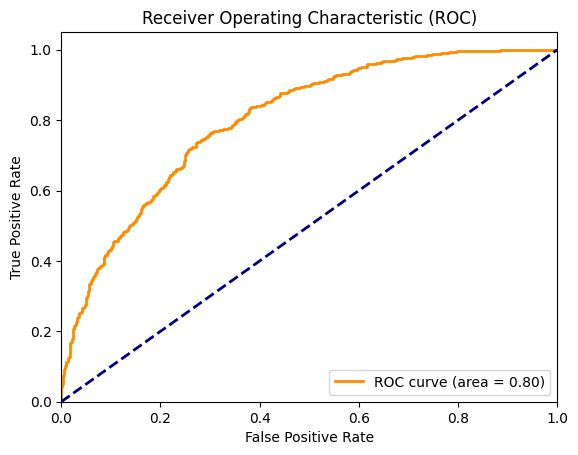 Receiver Operating Characteristic (ROC)
True Positive Rate
1.0
0.8
0.6
0.4
0.2
0.0
ROC curve (area = 0.80)
0.0 0.2 0.4 0.6 0.8 1.0
False Positive Rate